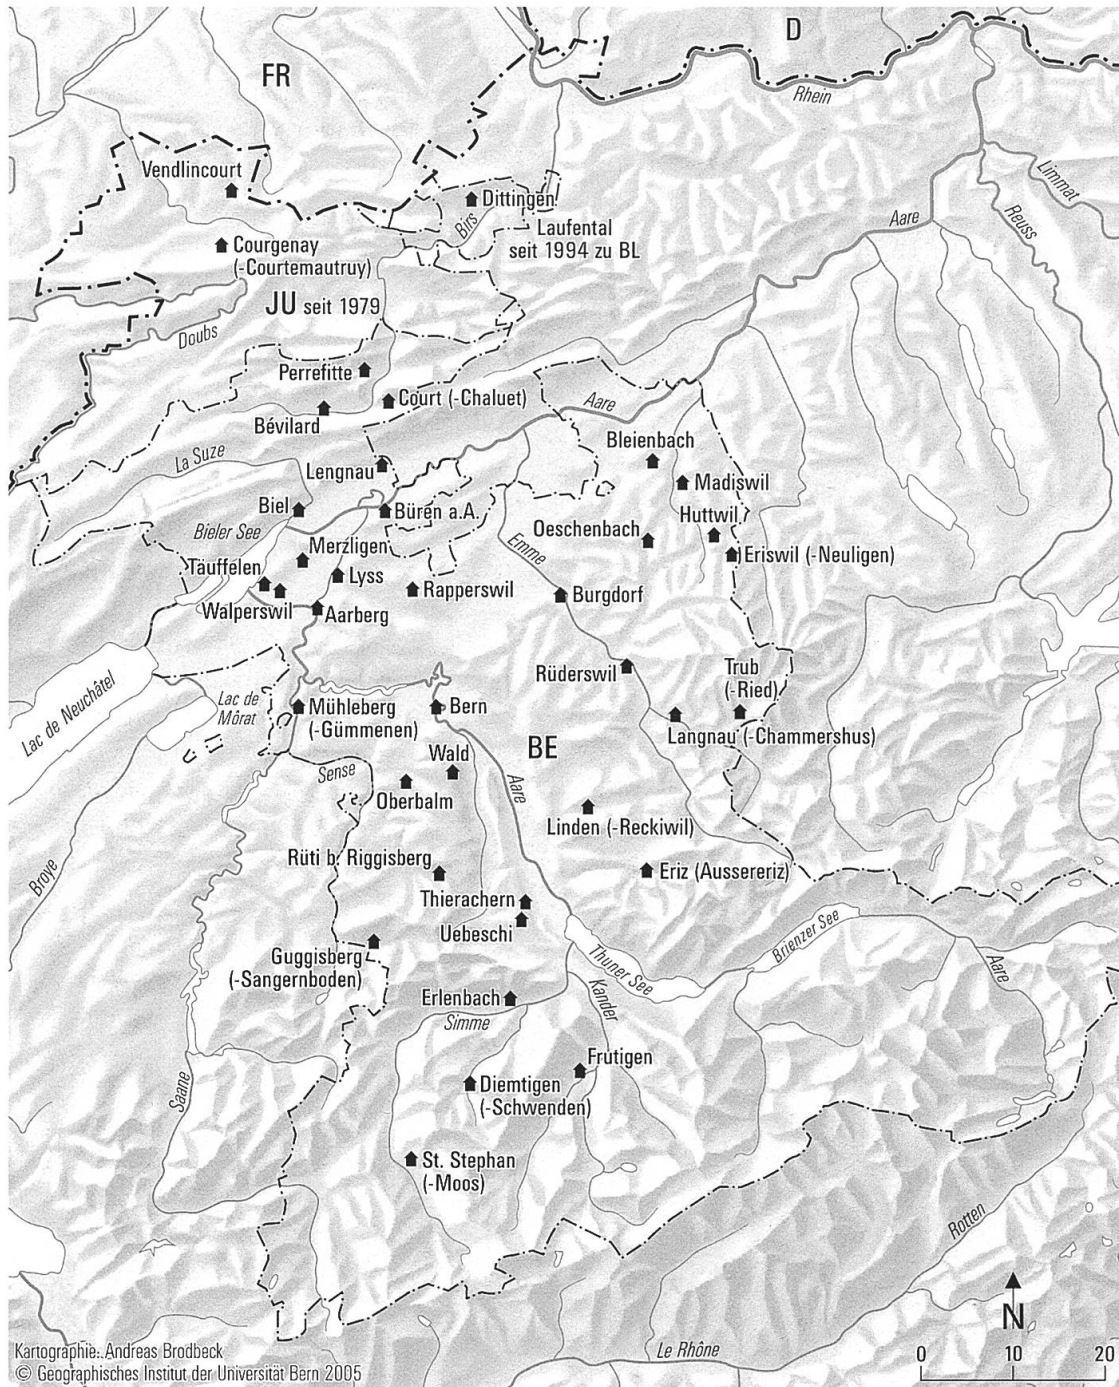 D
FR
Rhein
Vendlincourt
Dittingen
Limmat
Birs
Reuss
Aare
Laufental
seit 1994 zu BL
Courgenay
(-Courtemautruy)
JU seit 1979
Doubs
Perrefitte
Court (-Chaluet)
Aare
Bévilard
Bleienbach
La Suze
Lengnau
Madiswil
Biel
Büren a.A.
Huttwil
Bieler See
Oeschenbach
Emme
Merzligen
Eriswil (-Neuligen)
Täuffelen
Lyss
Rapperswil
Burgdorf
Walperswil
Aarberg
Rüderswil
Trub
(-Ried)
Lac de Neuchâtel
Lac de
Môrat
Mühleberg
(-Gümmenen)
Bern
Langnau (-Chammershus)
BE
Wald
Sense
Aare
Oberbalm
Linden (-Reckiwil)
Rüti b. Riggisberg
Eriz (Aussereriz)
Broye
Thierachern
Uebeschi
Guggisberg
(-Sangernboden)
Thuner See
Brienzer See
Aare
Erlenbach
Simme
Kander
Frutigen
Saane
Diemtigen
(-Schwenden)
St. Stephan
(-Moos)
Rotten
N
Le Rhône
Kartographie: Andreas Brodbeck
© Geographisches Institut der Universität Bern 2005
0 10 20